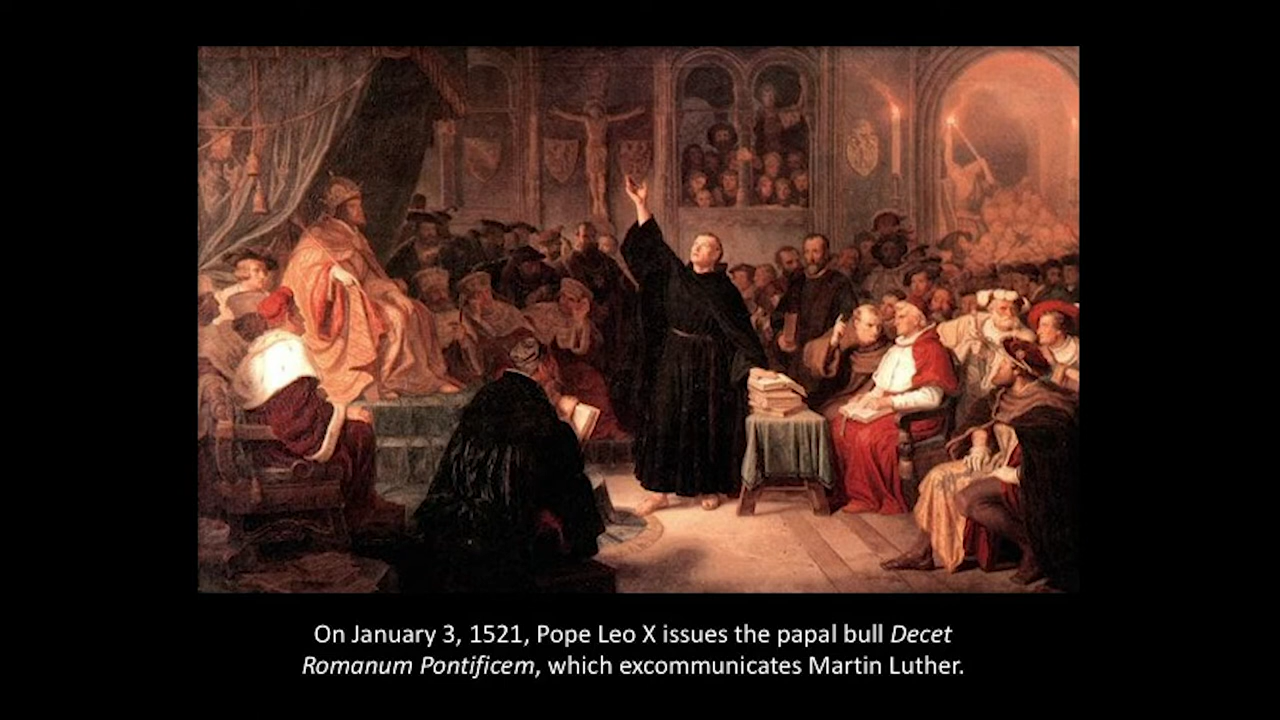 On January 3, 1521, Pope Leo X issues the papal bull Decet
Romanum Pontificem, which excommunicates Martin Luther.